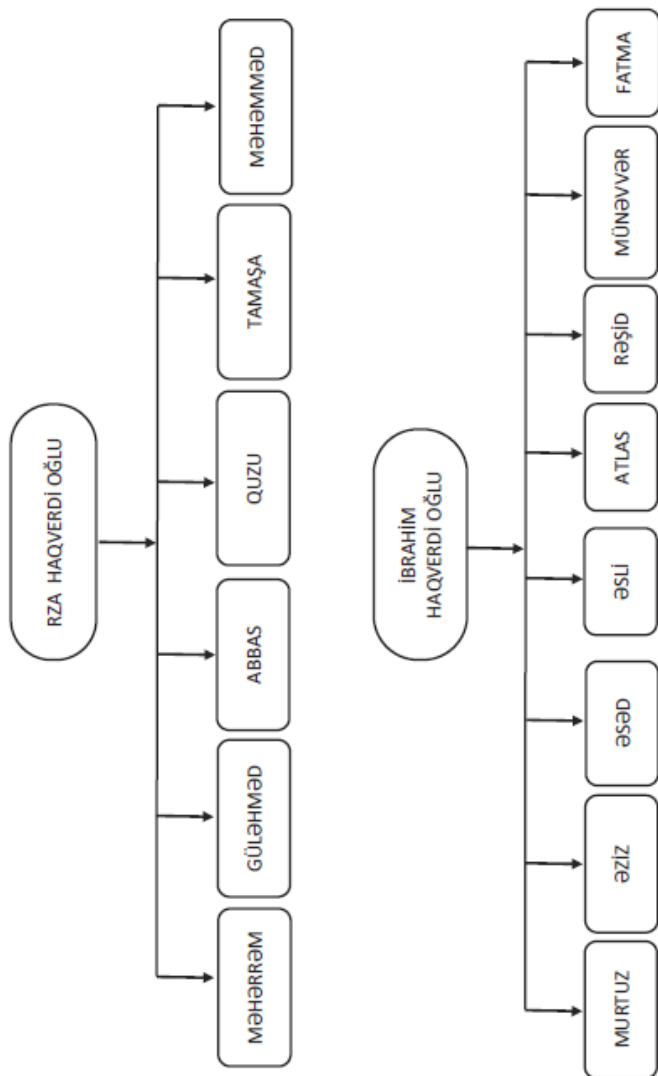 RZA HAQVERDİ OĞLU
MƏHƏRRƏM
GÜLƏHMƏD
ABBAS
QUZU
TAMAŞA
MƏHƏMMƏD
İBRAHİM
HAQVERDİ OĞLU
MURTUZ
ƏZİZ
ƏSƏD
ƏSLİ
ATLAS
RƏŞİD
MÜNƏVVƏR
FATMA